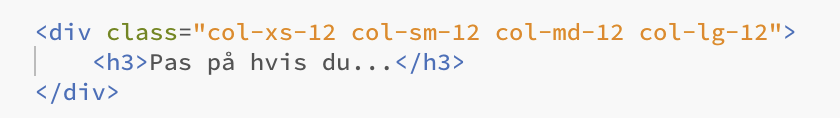 <div class="col-xs-12 col-sm-12 col-md-12 col-lg-12">
<h3>Pas på hvis du...</h3>
</div>